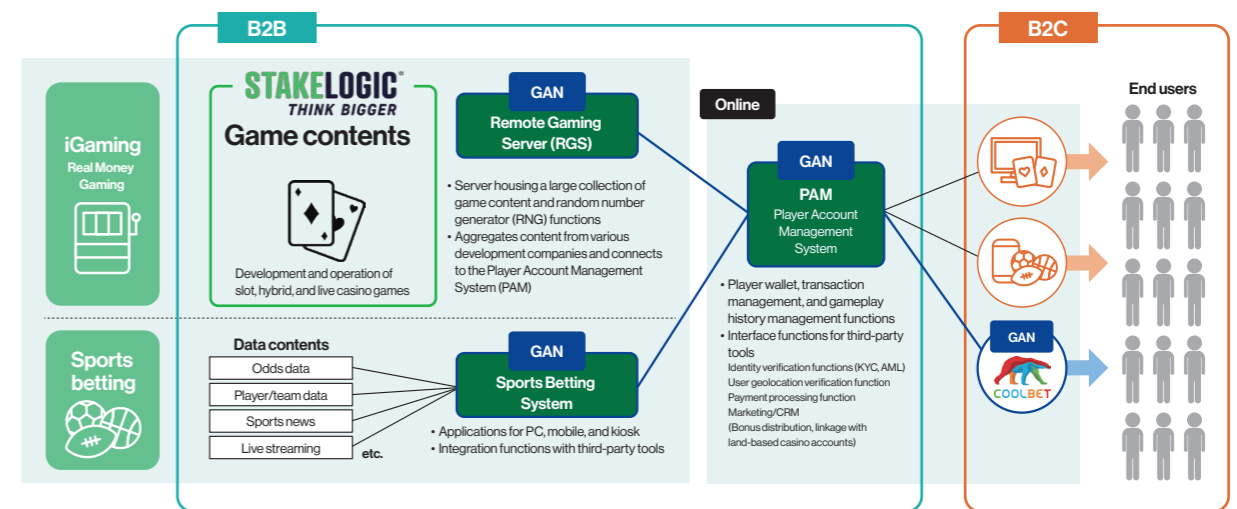 B2B
B2C
iGaming
Real Money
Gaming
STAKELOGIC®
THINK BIGGER
Game contents
Development and operation of
slot, hybrid, and live casino games
GAN
Remote Gaming
Server (RGS)
• Server housing a large collection of
game content and random number
generator (RNG) functions
• Aggregates content from various
development companies and connects
to the Player Account Management
System (PAM)
Sports
betting
Data contents
Odds data
Player/team data
Sports news
Live streaming
etc.
GAN
Sports Betting
System
• Applications for PC, mobile, and kiosk
• Integration functions with third-party tools
Online
GAN
PAM
Player Account
Management
System
• Player wallet, transaction
management, and gameplay
history management functions
• Interface functions for third-party
tools
Identity verification functions (KYC, AML)
User geolocation verification function
Payment processing function
Marketing/CRM
(Bonus distribution, linkage with
land-based casino accounts)
GAN
COOLBET
End users